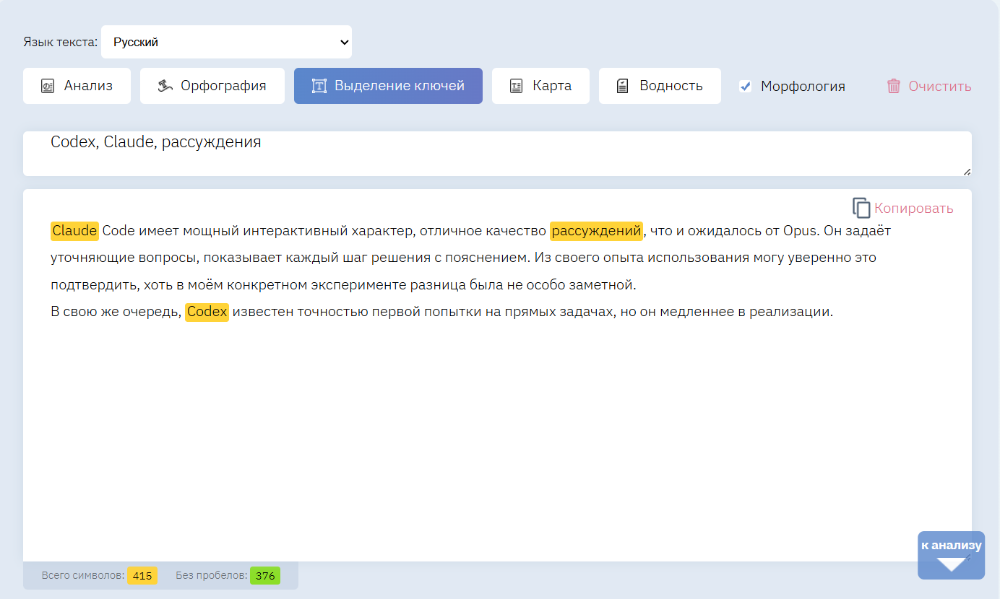 Язык текста: Русский
Анализ Орфография Выделение ключей Карта Водность Морфология Очистить
Codex, Claude, рассуждения
Копировать
Claude Code имеет мощный интерактивный характер, отличное качество рассуждений, что и ожидалось от Opus. Он задаёт
уточняющие вопросы, показывает каждый шаг решения с пояснением. Из своего опыта использования могу уверенно это
подтвердить, хоть в моём конкретном эксперименте разница была не особо заметной.
В свою же очередь, Codex известен точностью первой попытки на прямых задачах, но он медленнее в реализации.
к анализу
Всего символов: 415 Без пробелов: 376